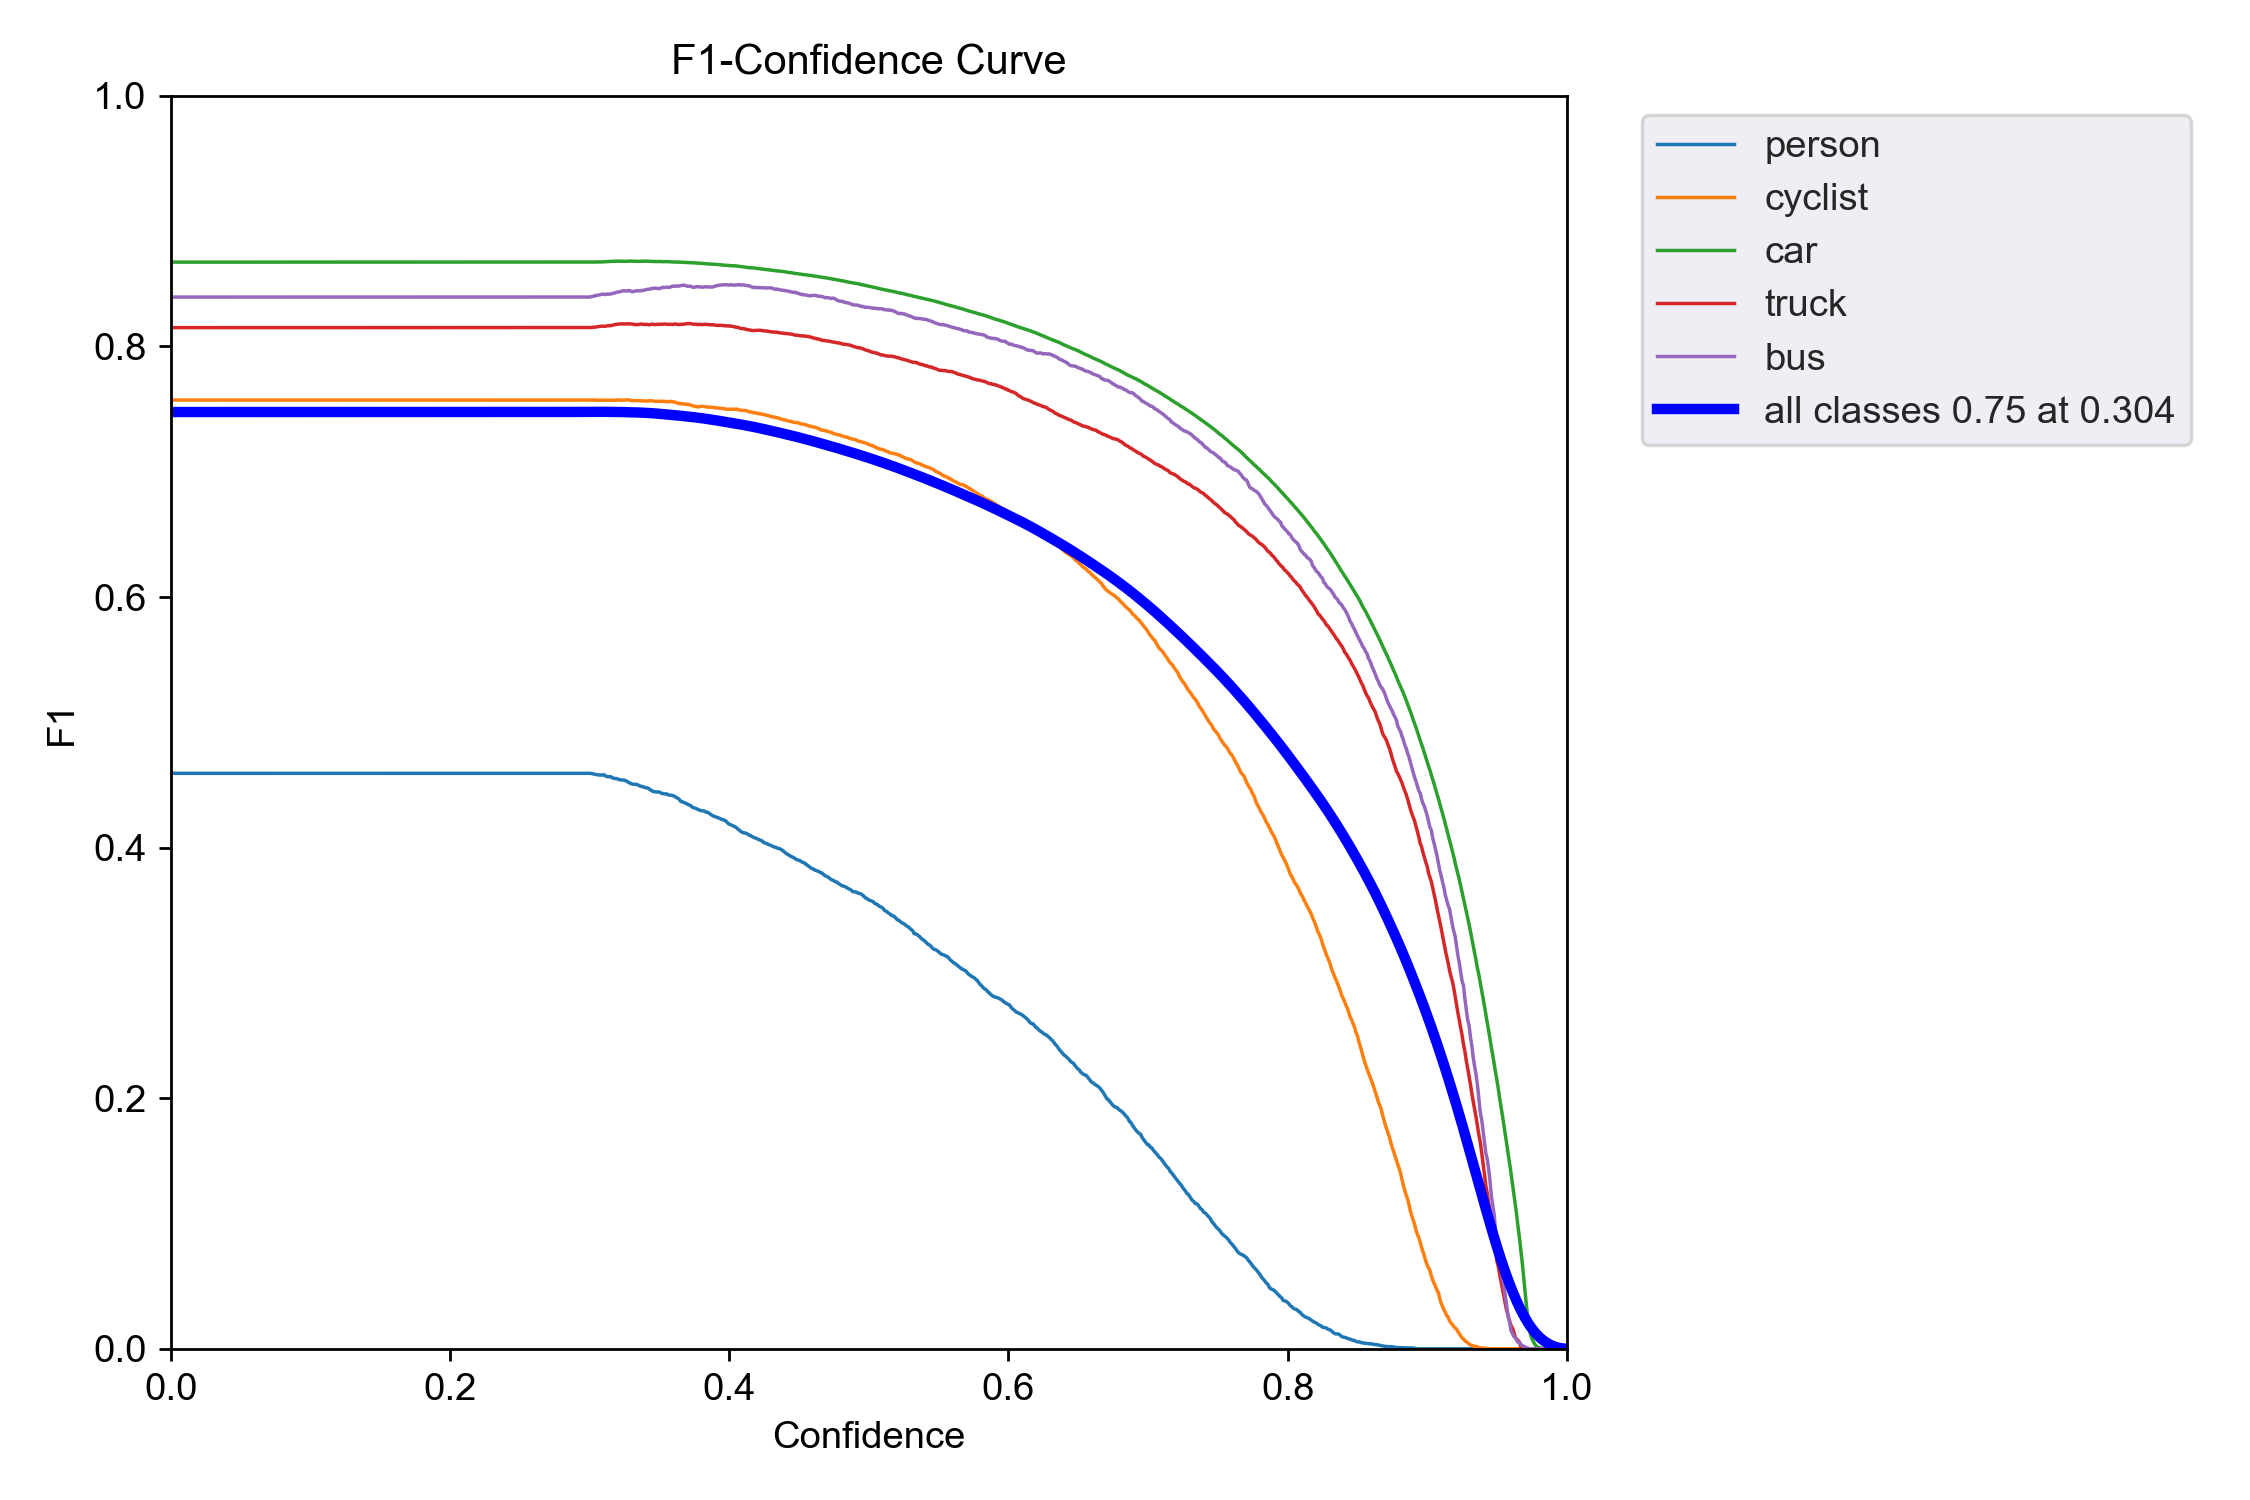 F1-Confidence Curve
1.0
0.8
0.6
0.4
0.2
0.0
F1
0.0 0.2 0.4 0.6 0.8 1.0
Confidence
person
cyclist
car
truck
bus
all classes 0.75 at 0.304